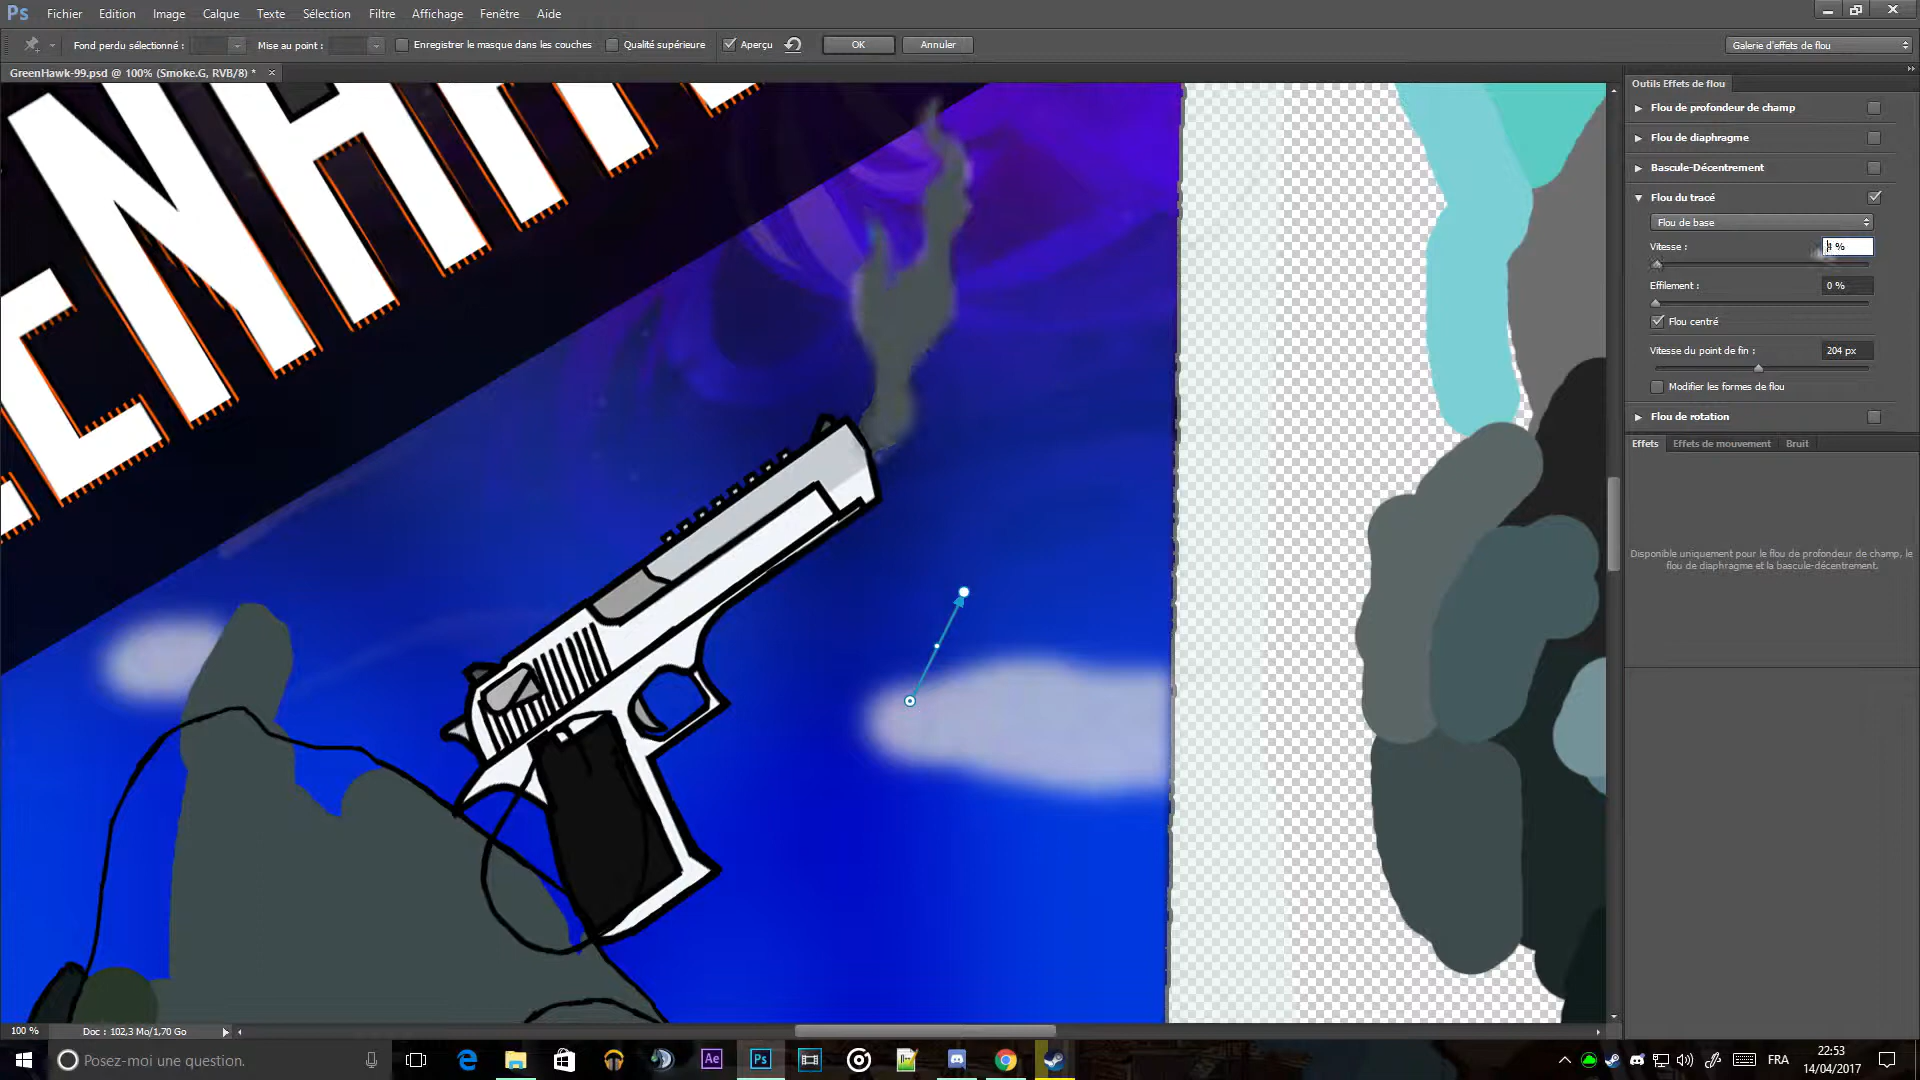 Ps Fichier Edition Image Calque Texte Sélection Filtre Affichage Fenêtre Aide
Fond perdu sélectionné : Mise au point : Enregistrer le masque dans les couches Qualité supérieure Aperçu OK Annuler Galerie d'effets de flou
GreenHawk-99.psd @ 100% (Smoke.G, RVB/8) * ×
Outils Effets de flou
Flou de profondeur de champ
Flou de diaphragme
Bascule-Décentrement
Flou du tracé
Flou de base
Vitesse : %
Effilement : 0 %
Flou centré
Vitesse du point de fin : 204 px
Modifier les formes de flou
Flou de rotation
Effets Effets de mouvement Bruit
Disponible uniquement pour le flou de profondeur de champ, le
flou de diaphragme et la bascule-décentrement.
100 % Doc : 102,3 Mo/1,70 Go
Posez-moi une question. Ae Ps FRA 22:53
14/04/2017